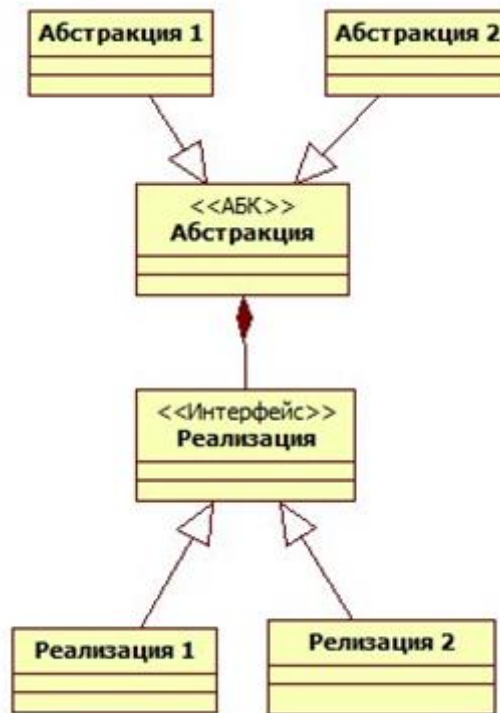 Абстракция 1
Абстракция 2
<<АБК>>
Абстракция
<<Интерфейс>>
Реализация
Реализация 1
Релизация 2